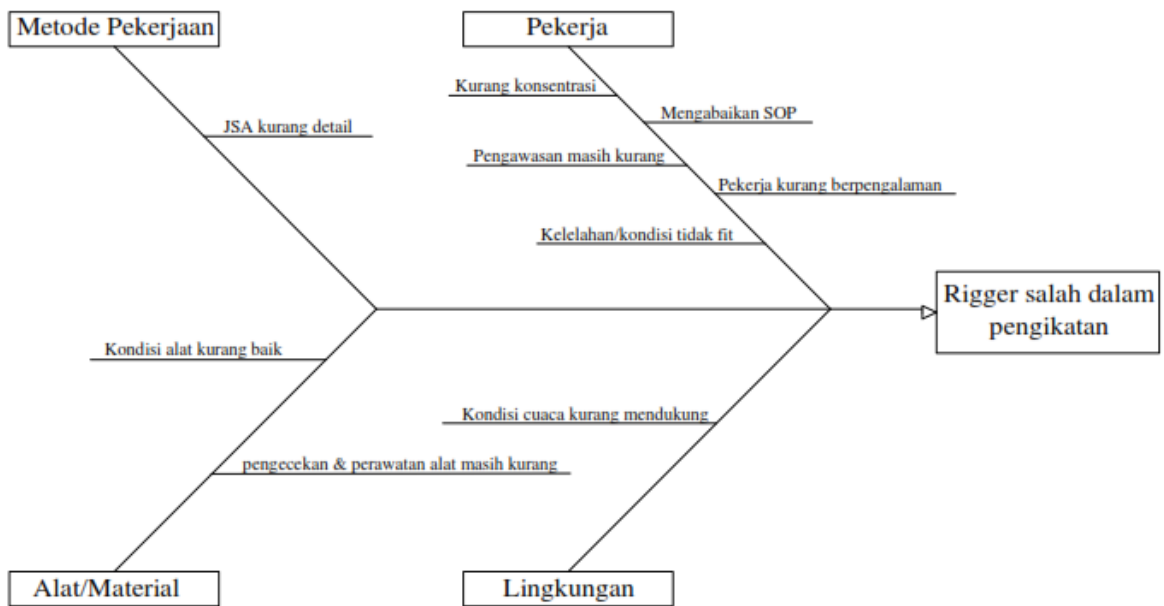 Metode Pekerjaan
Pekerja
Kurang konsentrasi
Mengabaikan SOP
JSA kurang detail
Pengawasan masih kurang
Pekerja kurang berpengalaman
Kelelahan/kondisi tidak fit
Rigger salah dalam
pengikatan
Kondisi alat kurang baik
Kondisi cuaca kurang mendukung
pengecekan & perawatan alat masih kurang
Alat/Material
Lingkungan